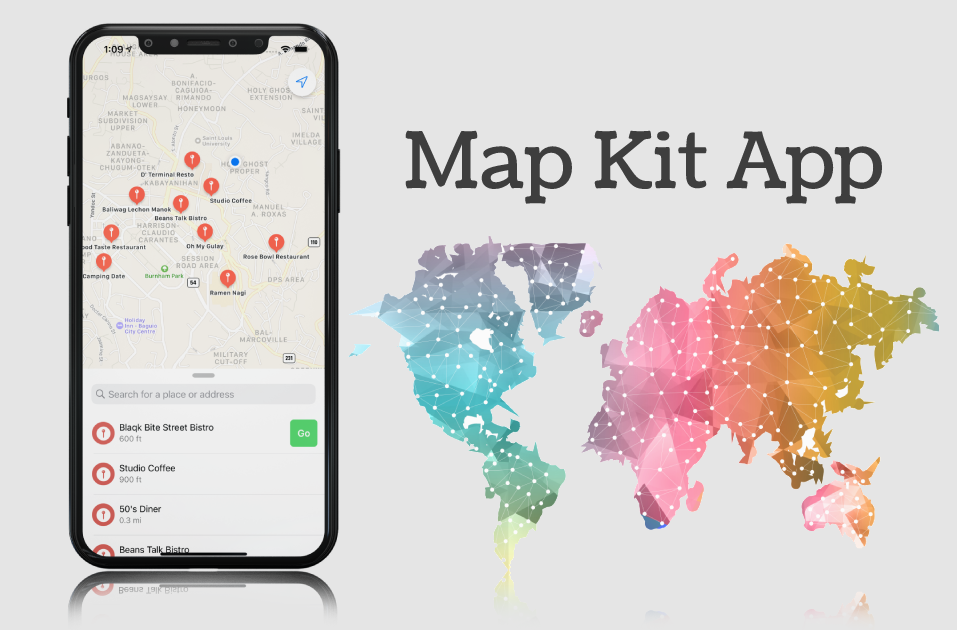 1:09
HOUSE AREA
URGOS
A.
BONIFACIO-
CAGUIOA-
RIMANDO
HOLY GHOST
EXTENSION
MAGSAYSAY
LOWER
HONEYMOON
SAINT
VIL
MARKET
SUBDIVISION
UPPER
Saint Louis
University
IMELDA
VILLAGE
ABANAO-
ZANDUETA-
KAYONG-
CHUGUM-OTEK
HOLY GHOST
PROPER
D' Terminal Resto
KABAYANIHAN
Studio Coffee
Baliwag Lechon Manok
Beans Talk Bistro
MANUEL
A. ROXAS
HARRISON-
CLAUDIO
CARANTES
ood Taste Restaurant
Oh My Gulay
110
Rose Bowl Restaurant
SESSION
ROAD AREA
Camping Date
Burnham Park
54
DPS AREA
Ramen Nagi
Holiday
Inn - Baguio
City Centre
BAL-
MARCOVILLE
MILITARY
CUT-OFF
231
Search for a place or address
Blaqk Bite Street Bistro
600 ft
Go
Studio Coffee
900 ft
50's Diner
0.3 mi
Beans Talk Bistro
Map Kit App